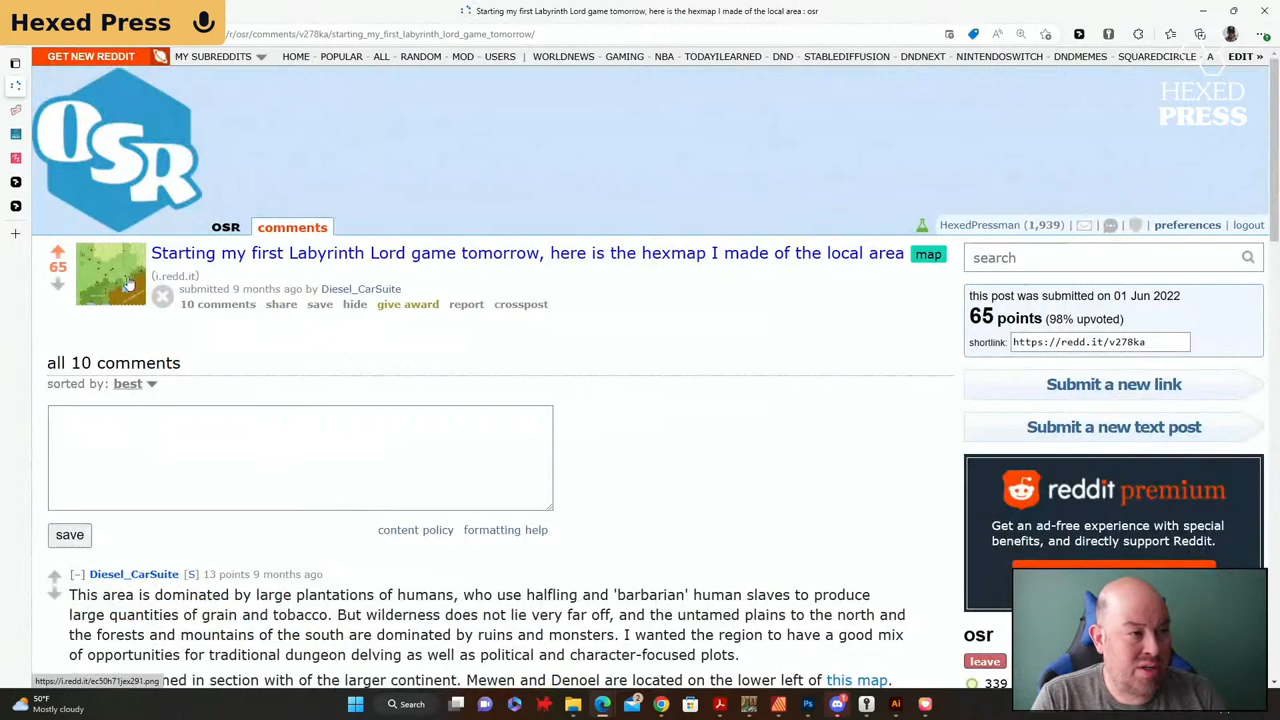 Hexed Press
Starting my first Labyrinth Lord game tomorrow, here is the hexmap I made of the local area : osr
/r/osr/comments/v278ka/starting_my_first_labyrinth_lord_game_tomorrow/
GET NEW REDDIT MY SUBREDDITS HOME - POPULAR - ALL - RANDOM - MOD - USERS | WORLDNEWS - GAMING - NBA - TODAYILEARNED - DND - STABLEDIFFUSION - DNDNEXT - NINTENDOSWITCH - DNDMEMES - SQUAREDCIRCLE - A EDIT »
HEXED
PRESS
OSR
OSR comments
HexedPressman (1,939) | | | | preferences | logout
65
Starting my first Labyrinth Lord game tomorrow, here is the hexmap I made of the local area map
(i.redd.it)
submitted 9 months ago by Diesel_CarSuite
10 comments share save hide give award report crosspost
search
this post was submitted on 01 Jun 2022
65 points (98% upvoted)
shortlink: https://redd.it/v278ka
all 10 comments
sorted by: best
Submit a new link
Submit a new text post
reddit premium
Get an ad-free experience with special
benefits, and directly support Reddit.
content policy formatting help
save
[–] Diesel_CarSuite [S] 13 points 9 months ago
This area is dominated by large plantations of humans, who use halfling and 'barbarian' human slaves to produce
large quantities of grain and tobacco. But wilderness does not lie very far off, and the untamed plains to the north and
the forests and mountains of the south are dominated by ruins and monsters. I wanted the region to have a good mix
of opportunities for traditional dungeon delving as well as political and character-focused plots.
ned in section with of the larger continent. Mewen and Denoel are located on the lower left of this map.
https://i.redd.it/ec50h71jex291.png
osr
leave
339
50°F
Mostly cloudy
Search
2
1